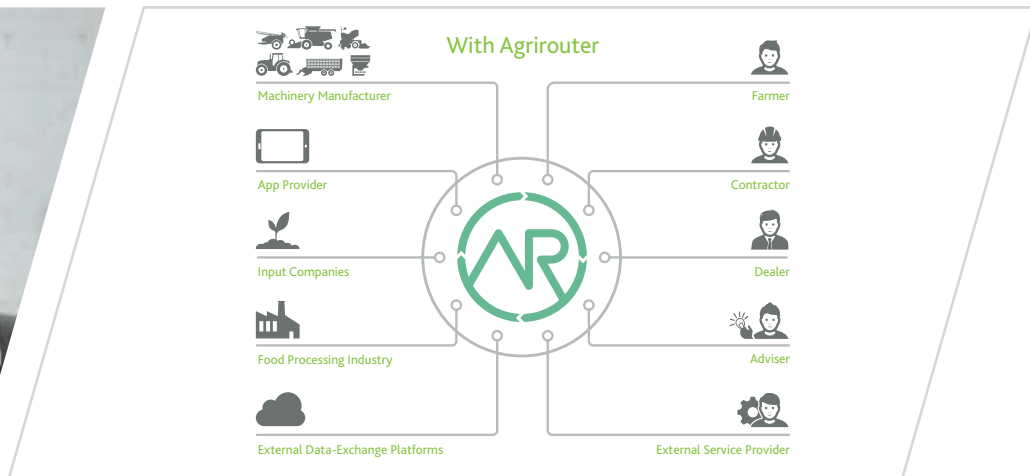 With Agrirouter
Machinery Manufacturer
Farmer
App Provider
Contractor
AR
Input Companies
Dealer
Food Processing Industry
Adviser
External Data-Exchange Platforms
External Service Provider